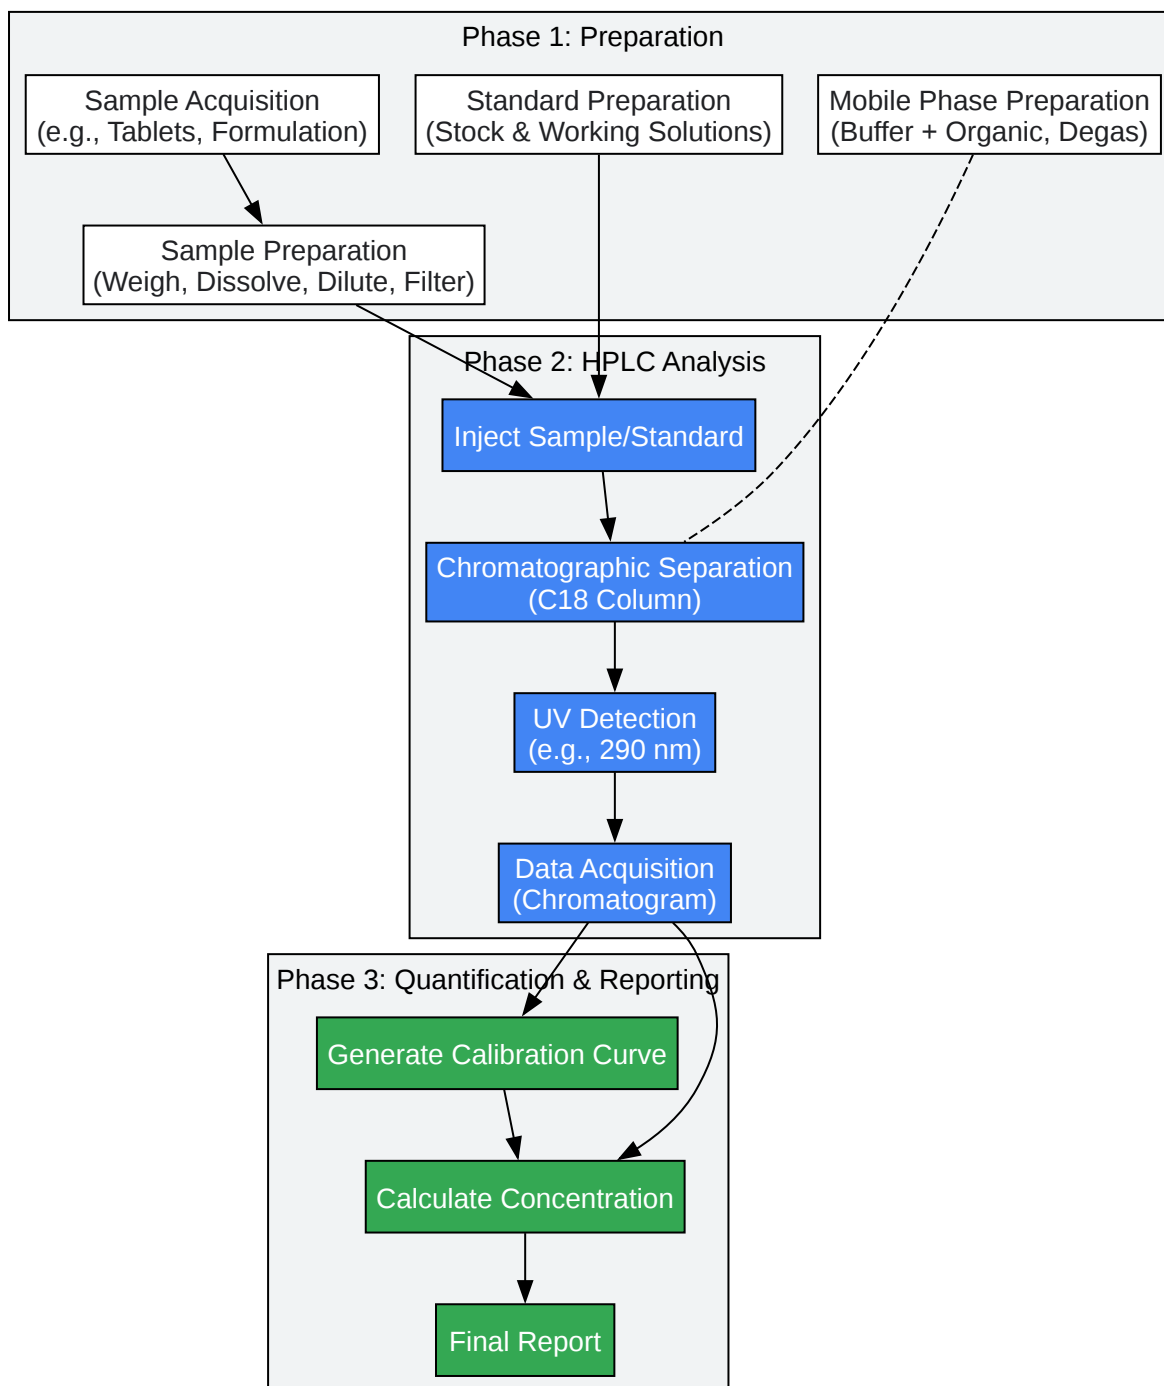 Phase 1: Preparation
Sample Acquisition
(e.g., Tablets, Formulation)
Standard Preparation
(Stock & Working Solutions)
Mobile Phase Preparation
(Buffer + Organic, Degas)
Sample Preparation
(Weigh, Dissolve, Dilute, Filter)
Phase 2: HPLC Analysis
Inject Sample/Standard
Chromatographic Separation
(C18 Column)
UV Detection
(e.g., 290 nm)
Data Acquisition
(Chromatogram)
Phase 3: Quantification & Reporting
Generate Calibration Curve
Calculate Concentration
Final Report